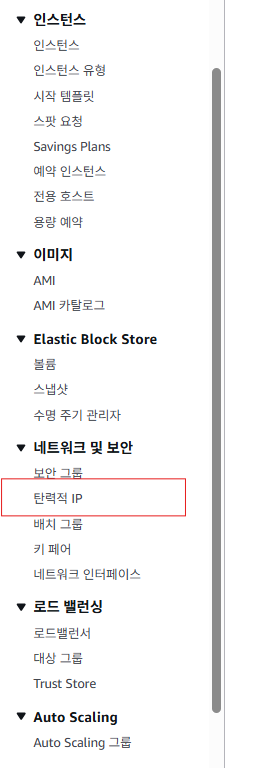 인스턴스
인스턴스
인스턴스 유형
시작 템플릿
스팟 요청
Savings Plans
예약 인스턴스
전용 호스트
용량 예약
이미지
AMI
AMI 카탈로그
Elastic Block Store
볼륨
스냅샷
수명 주기 관리자
네트워크 및 보안
보안 그룹
탄력적 IP
배치 그룹
키 페어
네트워크 인터페이스
로드 밸런싱
로드밸런서
대상 그룹
Trust Store
Auto Scaling
Auto Scaling 그룹